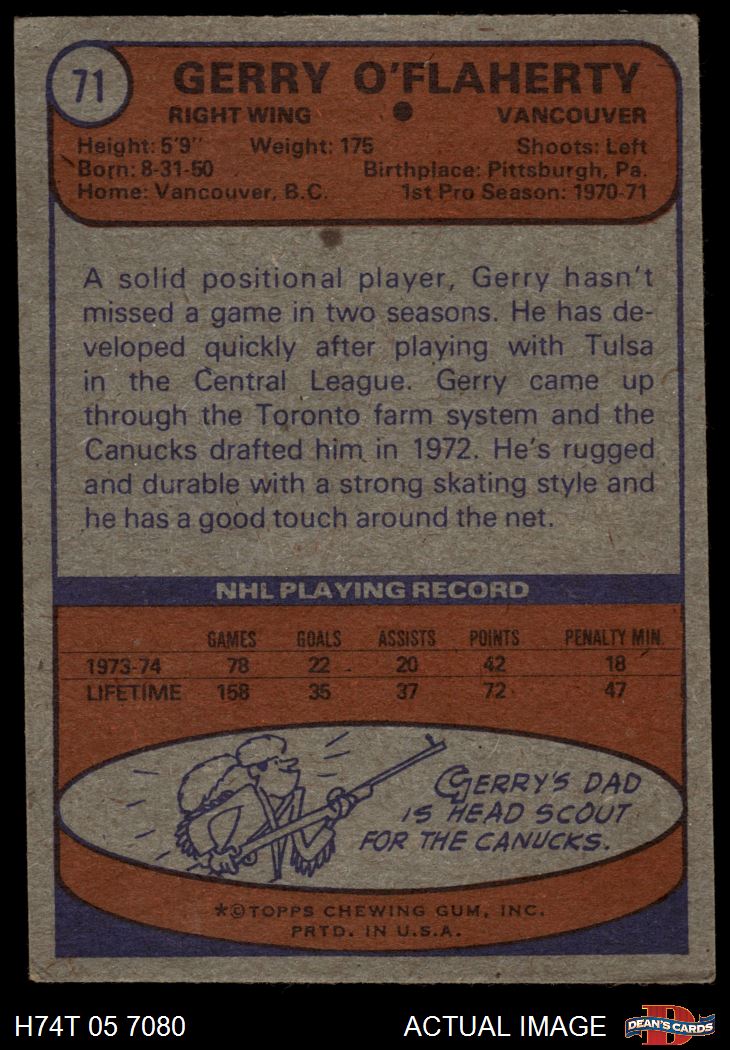 71
GERRY O'FLAHERTY
RIGHT WING ● VANCOUVER
Height: 5'9" Weight: 175 Shoots: Left
Born: 8-31-50 Birthplace: Pittsburgh, Pa.
Home: Vancouver, B.C. 1st Pro Season: 1970-71
A solid positional player, Gerry hasn't
missed a game in two seasons. He has de-
veloped quickly after playing with Tulsa
in the Central League. Gerry came up
through the Toronto farm system and the
Canucks drafted him in 1972. He's rugged
and durable with a strong skating style and
he has a good touch around the net.
NHL PLAYING RECORD
GAMES GOALS ASSISTS POINTS PENALTY MIN.
1973-74 78 22 20 42 18
LIFETIME 158 35 37 72 47
GERRY'S DAD
IS HEAD SCOUT
FOR THE CANUCKS.
*©TOPPS CHEWING GUM, INC.
PRTD. IN U.S.A.
H74T 05 7080 ACTUAL IMAGE
D
DEAN'S CARDS